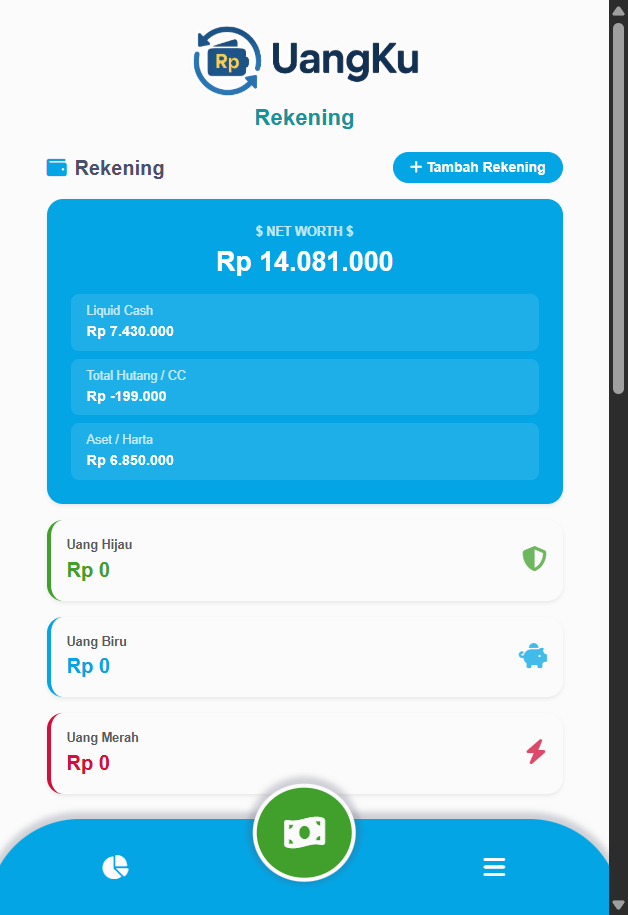 Rp UangKu
Rekening
Rekening
+ Tambah Rekening
$ NET WORTH $
Rp 14.081.000
Liquid Cash
Rp 7.430.000
Total Hutang / CC
Rp -199.000
Aset / Harta
Rp 6.850.000
Uang Hijau
Rp 0
Uang Biru
Rp 0
Uang Merah
Rp 0